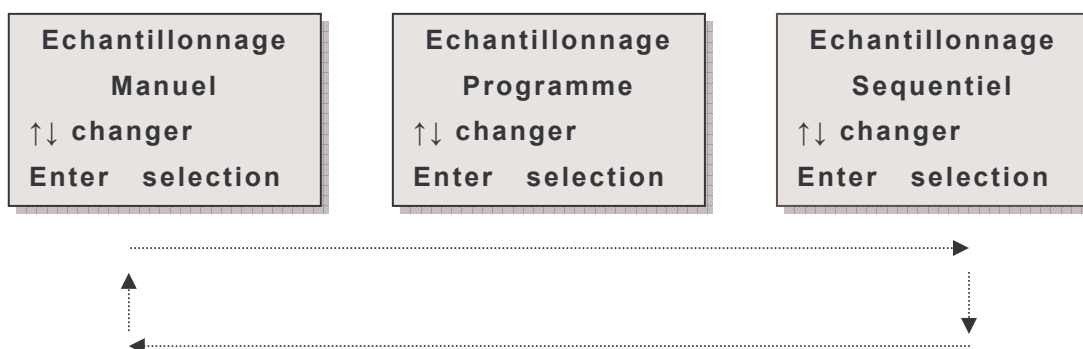 Echantillonnage
Manuel
↑↓ changer
Enter selection
Echantillonnage
Programme
↑↓ changer
Enter selection
Echantillonnage
Sequentiel
↑↓ changer
Enter selection